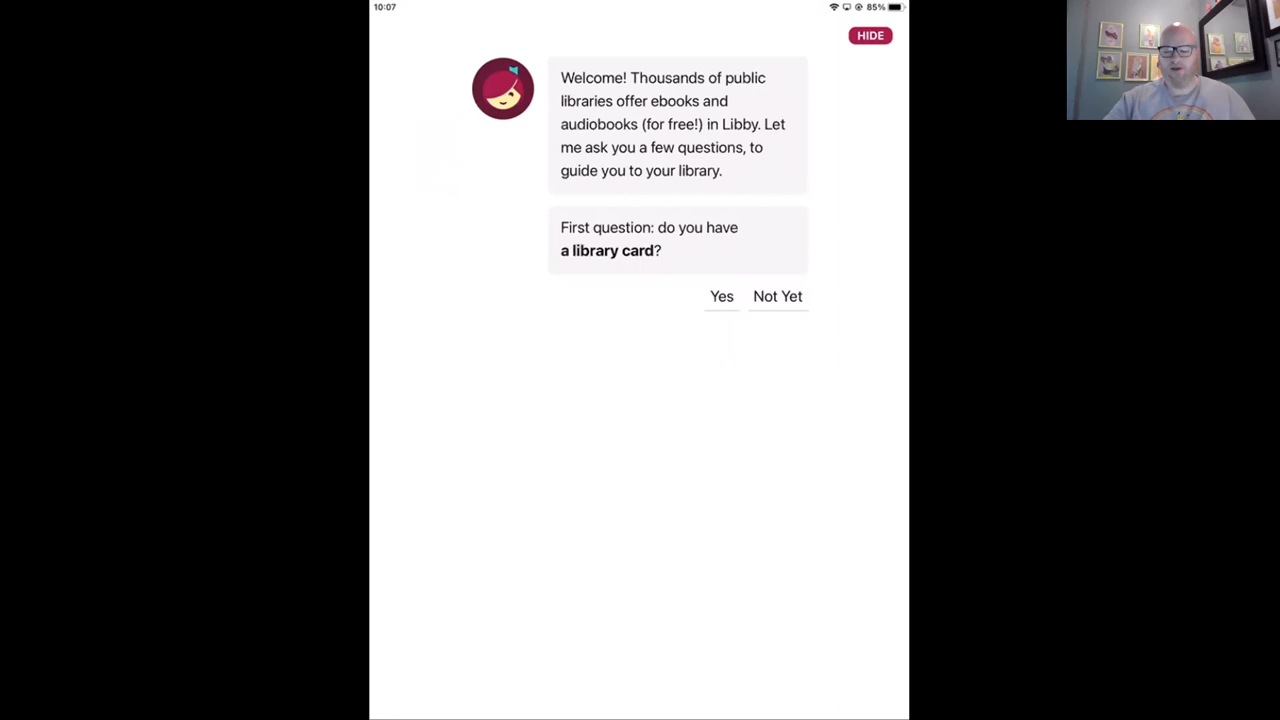 10:07
85%
HIDE
Welcome! Thousands of public
libraries offer ebooks and
audiobooks (for free!) in Libby. Let
me ask you a few questions, to
guide you to your library.
First question: do you have
a library card?
Yes
Not Yet